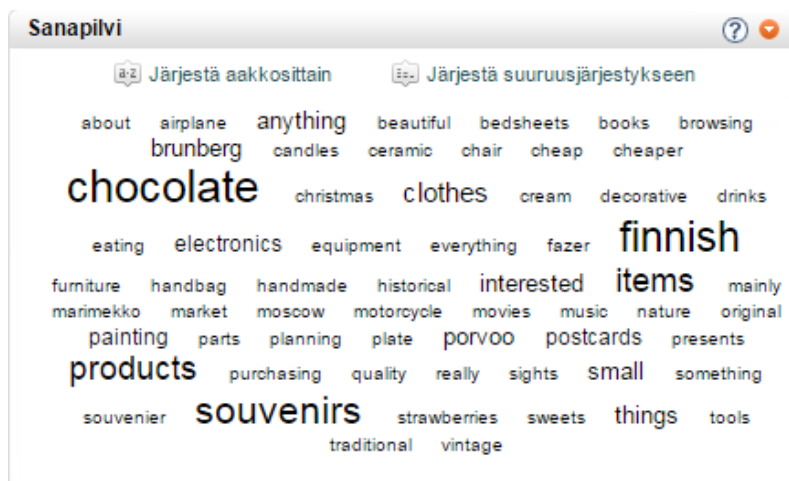 Sanapilvi
Järjestä aakkosittain Järjestä suuruusjärjestykseen
about airplane anything beautiful bedsheets books browsing
brunberg candles ceramic chair cheap cheaper
chocolate christmas clothes cream decorative drinks
eating electronics equipment everything fazer finnish
furniture handbag handmade historical interested items mainly
marimekko market moscow motorcycle movies music nature original
painting parts planning plate porvoo postcards presents
products purchasing quality really sights small something
souvenier souvenirs strawberries sweets things tools
traditional vintage